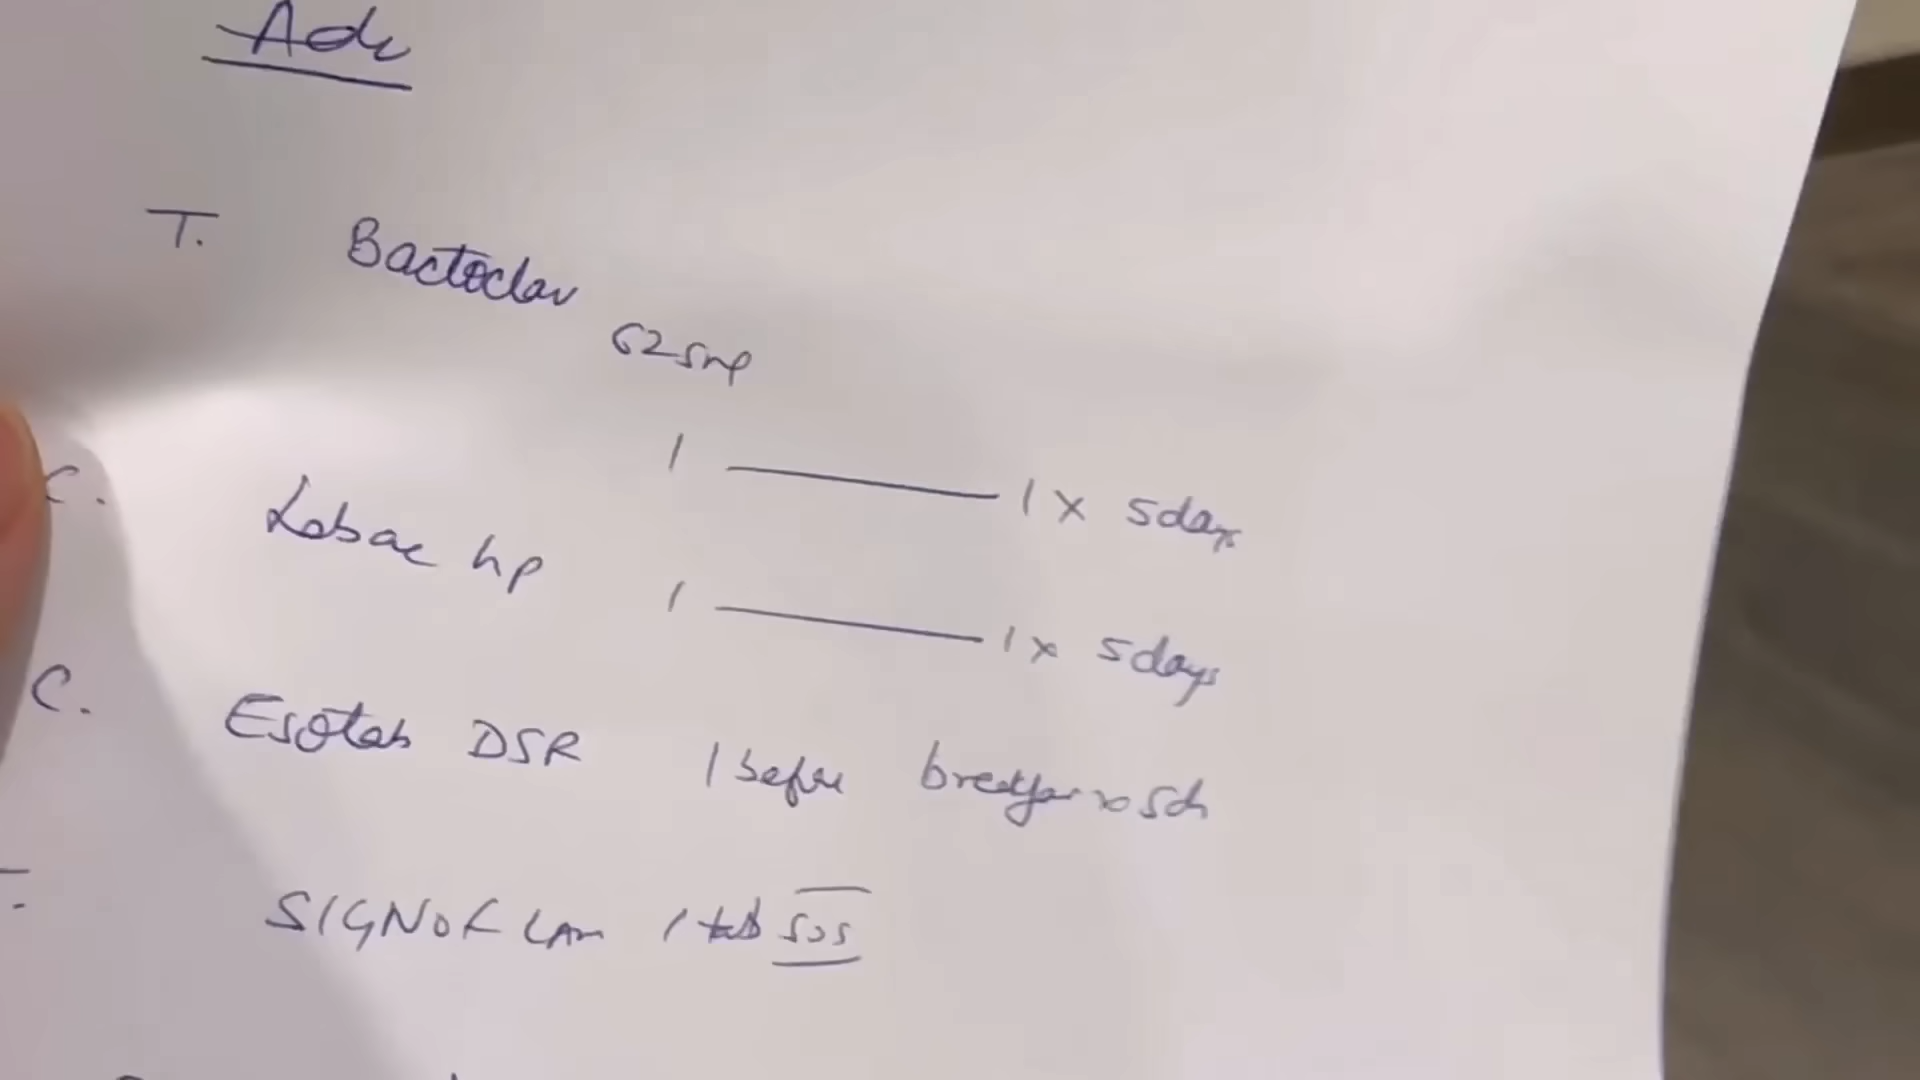 Adv
T. Bactoclav
625mg
1 — 1 x 5days
C. Lobac hp
1 — 1 x 5days
C. Esotab DSR 1 before breakfast x 5d
T. SIGNOFLAM 1 tab SOS